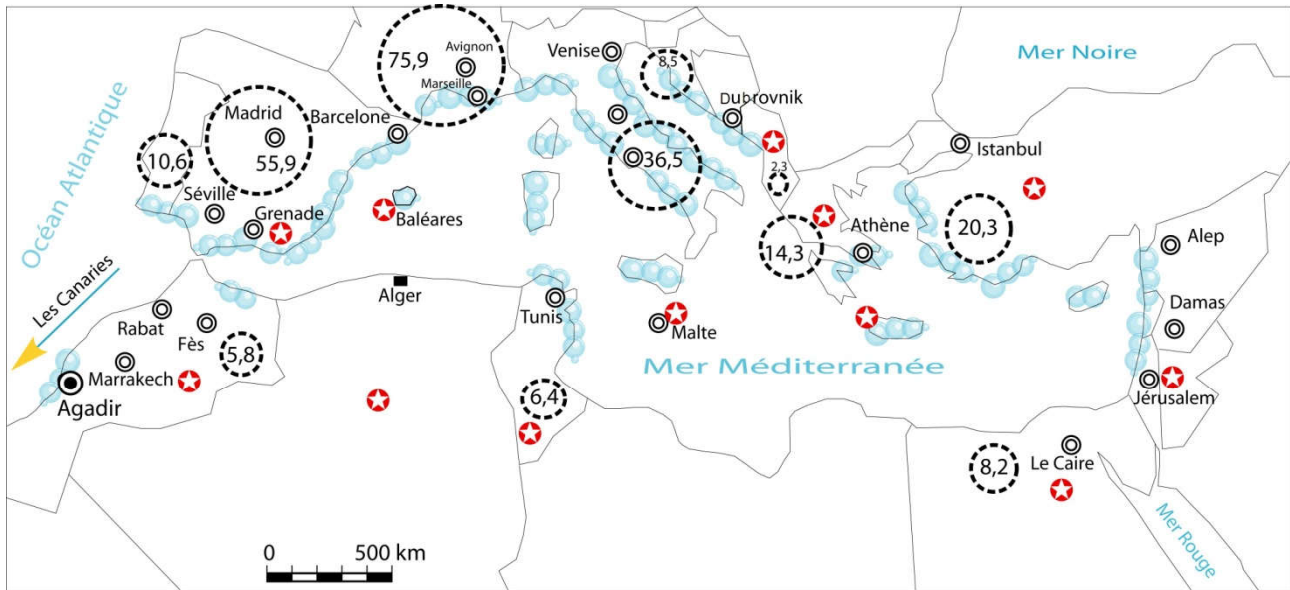 Mer Noire
Océan Atlantique
75,9
Avignon
Marseille
Venise
8,5
Dubrovnik
Madrid
55,9
Barcelone
10,6
36,5
2,3
Istanbul
Séville
Grenade
Baléares
14,3
Athène
20,3
Alep
Les Canaries
Rabat
Fès
5,8
Alger
Tunis
Malte
Damas
Marrakech
Agadir
6,4
Mer Méditerranée
Jérusalem
8,2
Le Caire
Mer Rouge
0 500 km